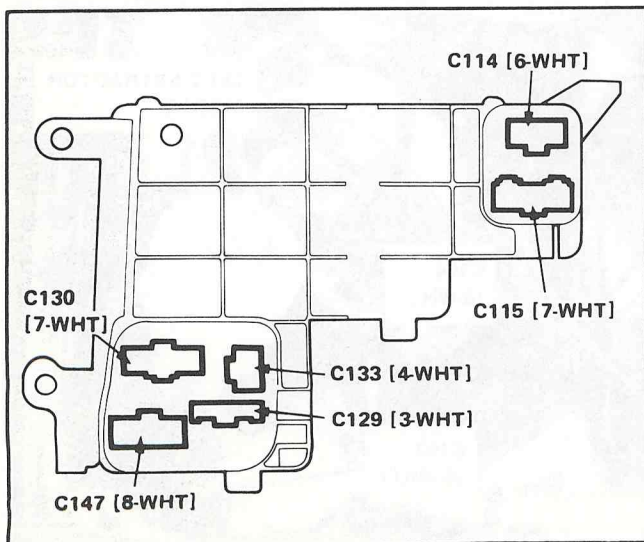 C114 [6-WHT]
C115 [7-WHT]
C130
[7-WHT]
C133 [4-WHT]
C129 [3-WHT]
C147 [8-WHT]